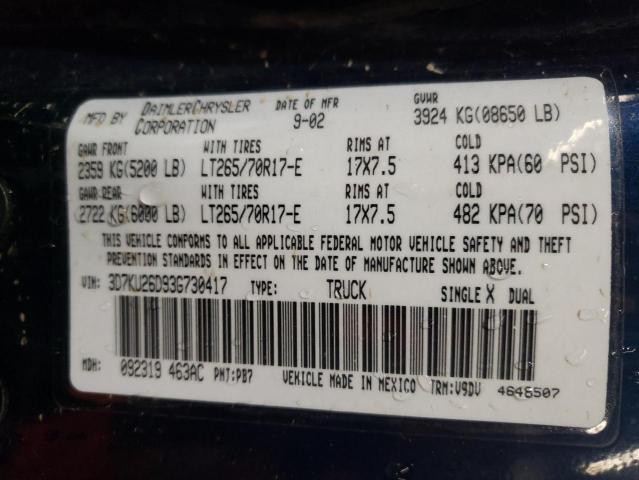 MFD BY DAIMLERCHRYSLER CORPORATION DATE OF MFR 9-02 GVWR 3924 KG(08650 LB)
GAWR FRONT WITH TIRES RIMS AT COLD
2359 KG(5200 LB) LT265/70R17-E 17X7.5 413 KPA(60 PSI)
GAWR REAR WITH TIRES RIMS AT COLD
2722 KG(6000 LB) LT265/70R17-E 17X7.5 482 KPA(70 PSI)
THIS VEHICLE CONFORMS TO ALL APPLICABLE FEDERAL MOTOR VEHICLE SAFETY AND THEFT
PREVENTION STANDARDS IN EFFECT ON THE DATE OF MANUFACTURE SHOWN ABOVE.
VIN: 3D7KU26D93G730417 TYPE: TRUCK SINGLE X DUAL
MDH: 092319 463AC PNT:PB7 VEHICLE MADE IN MEXICO TRM:V9DV 4646507